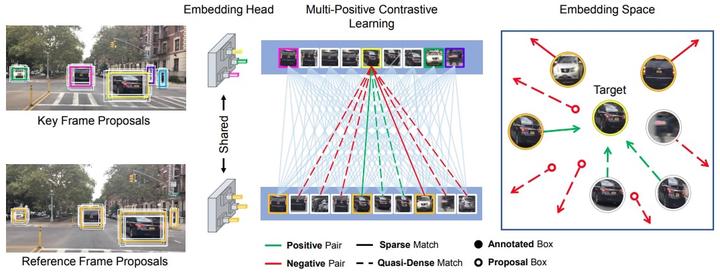 Embedding Head
Multi-Positive Contrastive
Learning
Embedding Space
Key Frame Proposals
Shared
Reference Frame Proposals
Target
Positive Pair
Sparse Match
Annotated Box
Negative Pair
Quasi-Dense Match
Proposal Box